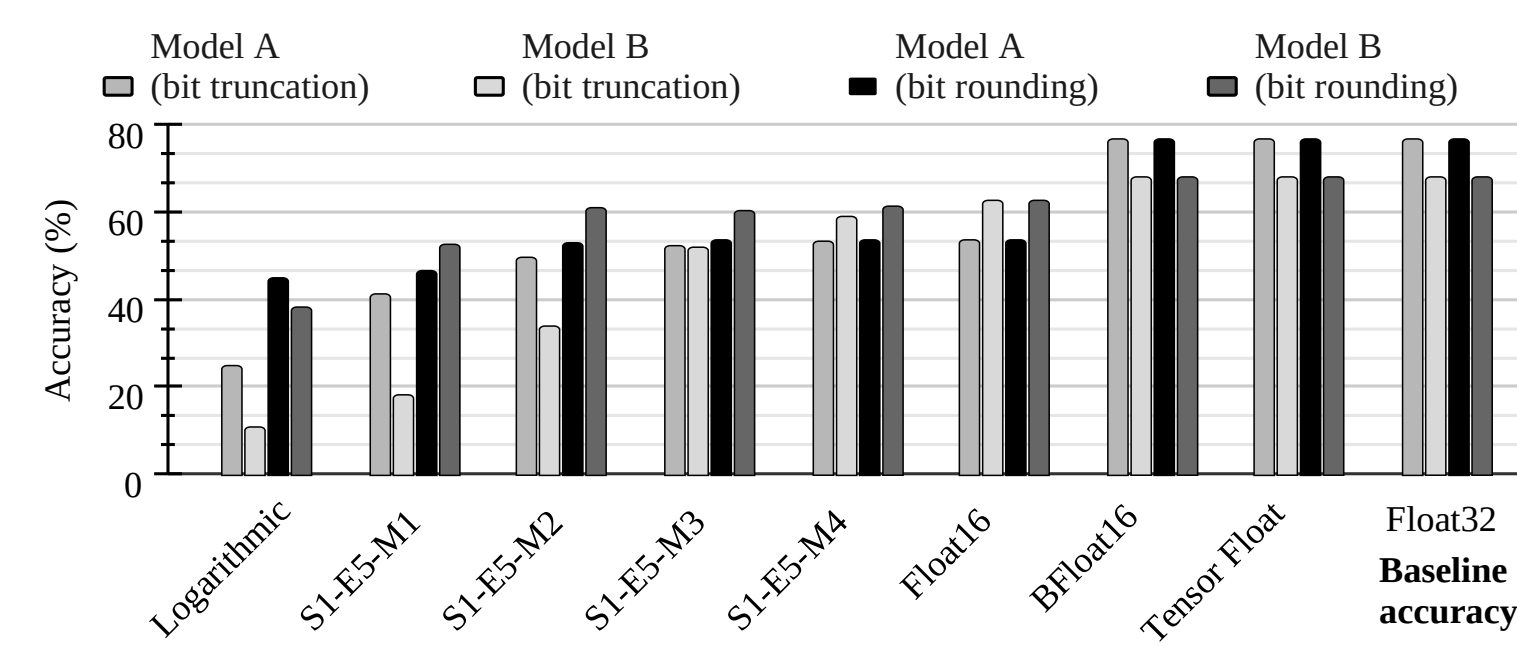 Model A
(bit truncation)
Model B
(bit truncation)
Model A
(bit rounding)
Model B
(bit rounding)
Accuracy (%)
80
60
40
20
0
Logarithmic
S1-E5-M1
S1-E5-M2
S1-E5-M3
S1-E5-M4
Float16
BFloat16
Tensor Float
Float32
Baseline
accuracy